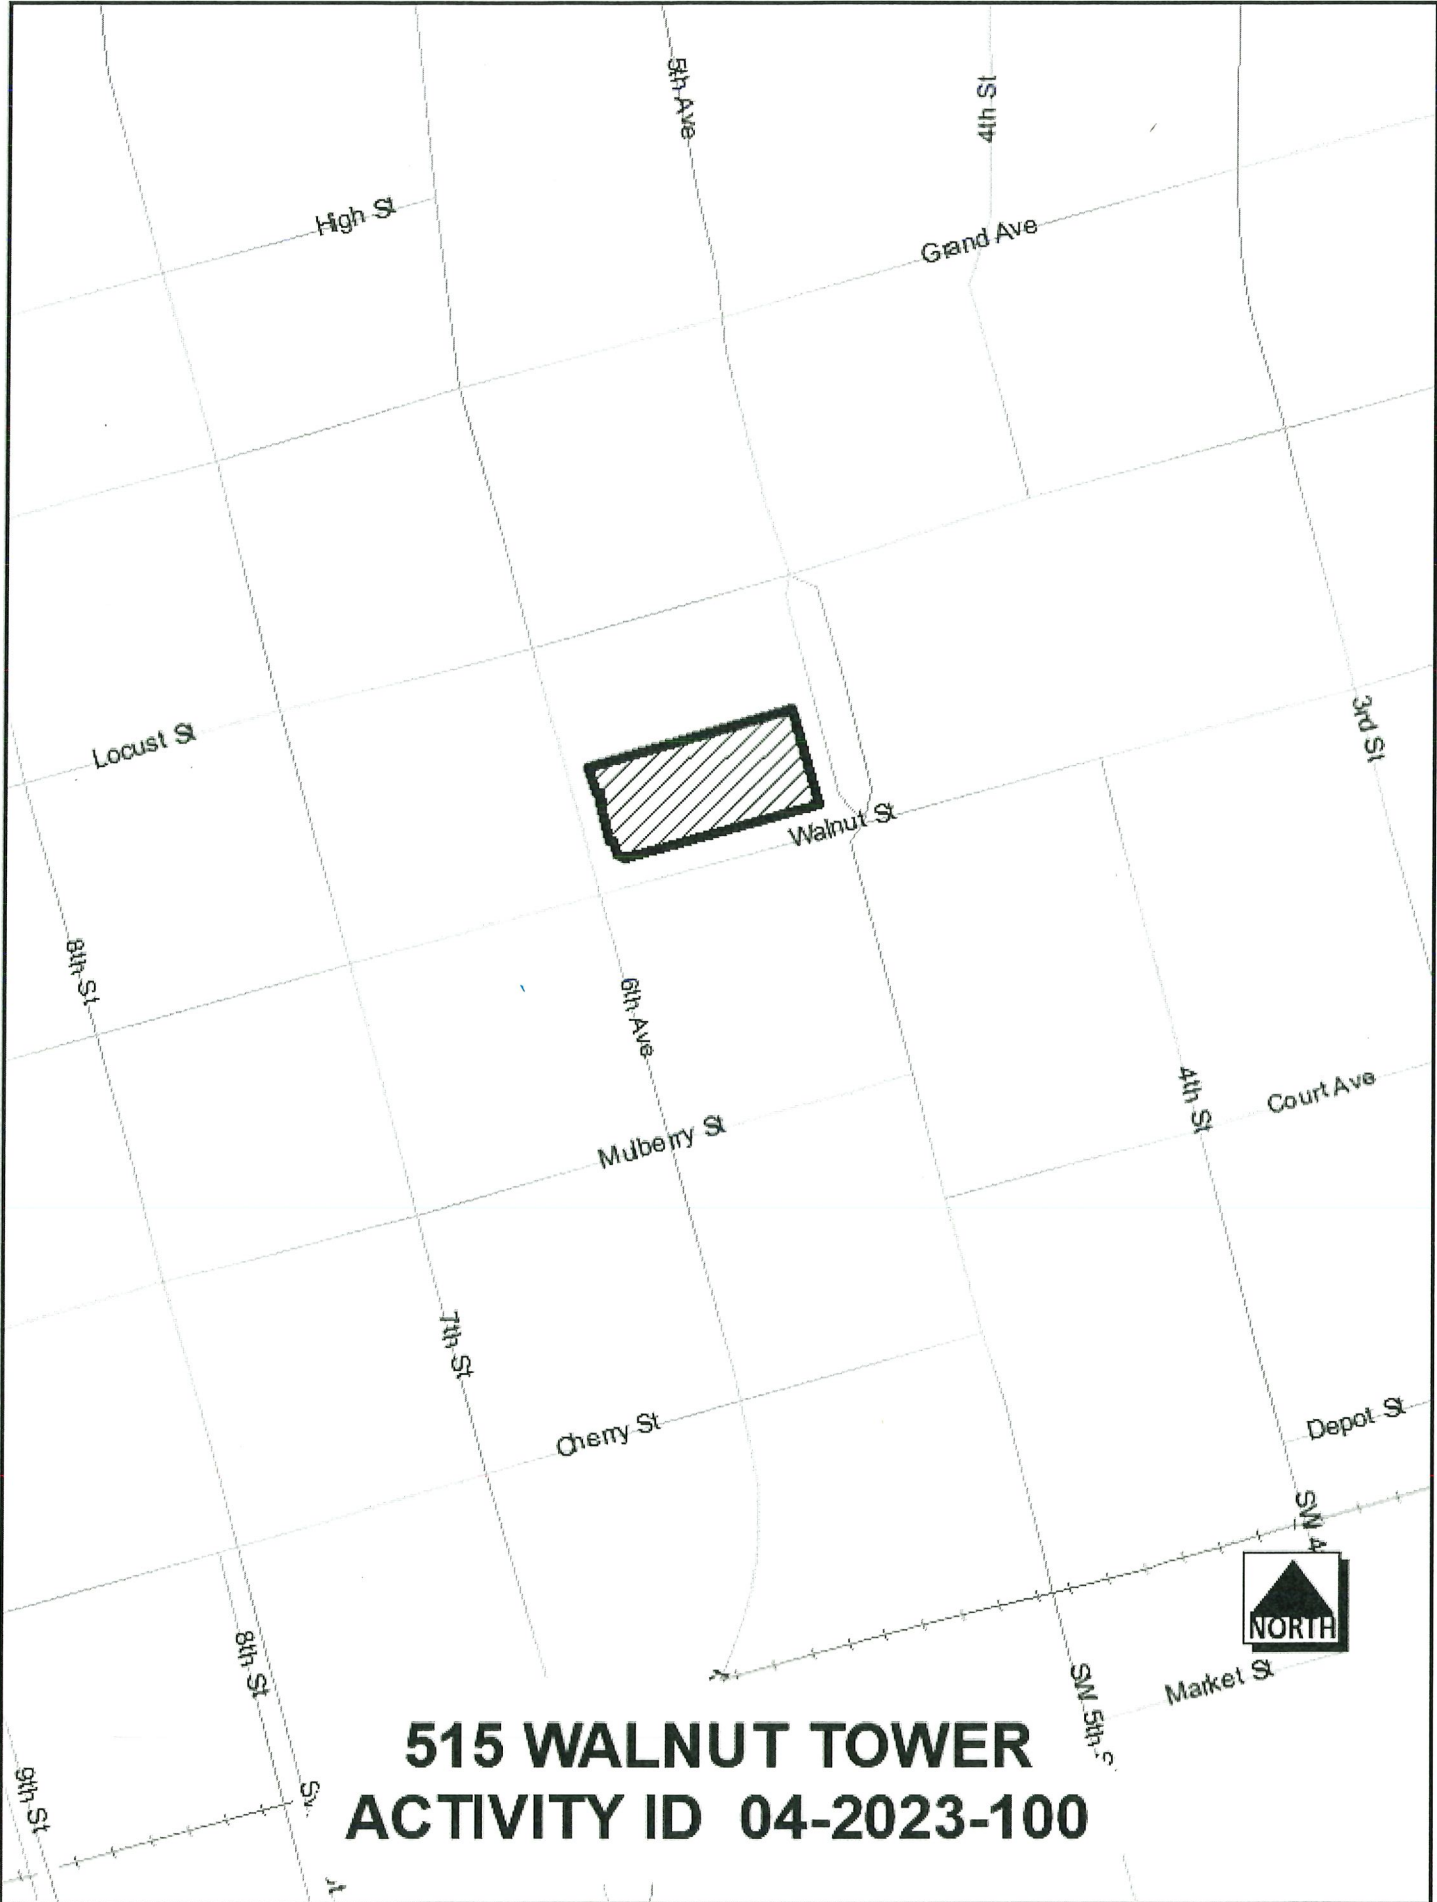 5th Ave
4th St
High St
Grand Ave
Locust St
3rd St
Walnut St
8th St
6th Ave
4th St
Court Ave
Mulberry St
7th St
Cherry St
Depot St
SW 4
NORTH
8th St
Market St
SW 5th S
515 WALNUT TOWER
9th St
ACTIVITY ID 04-2023-100